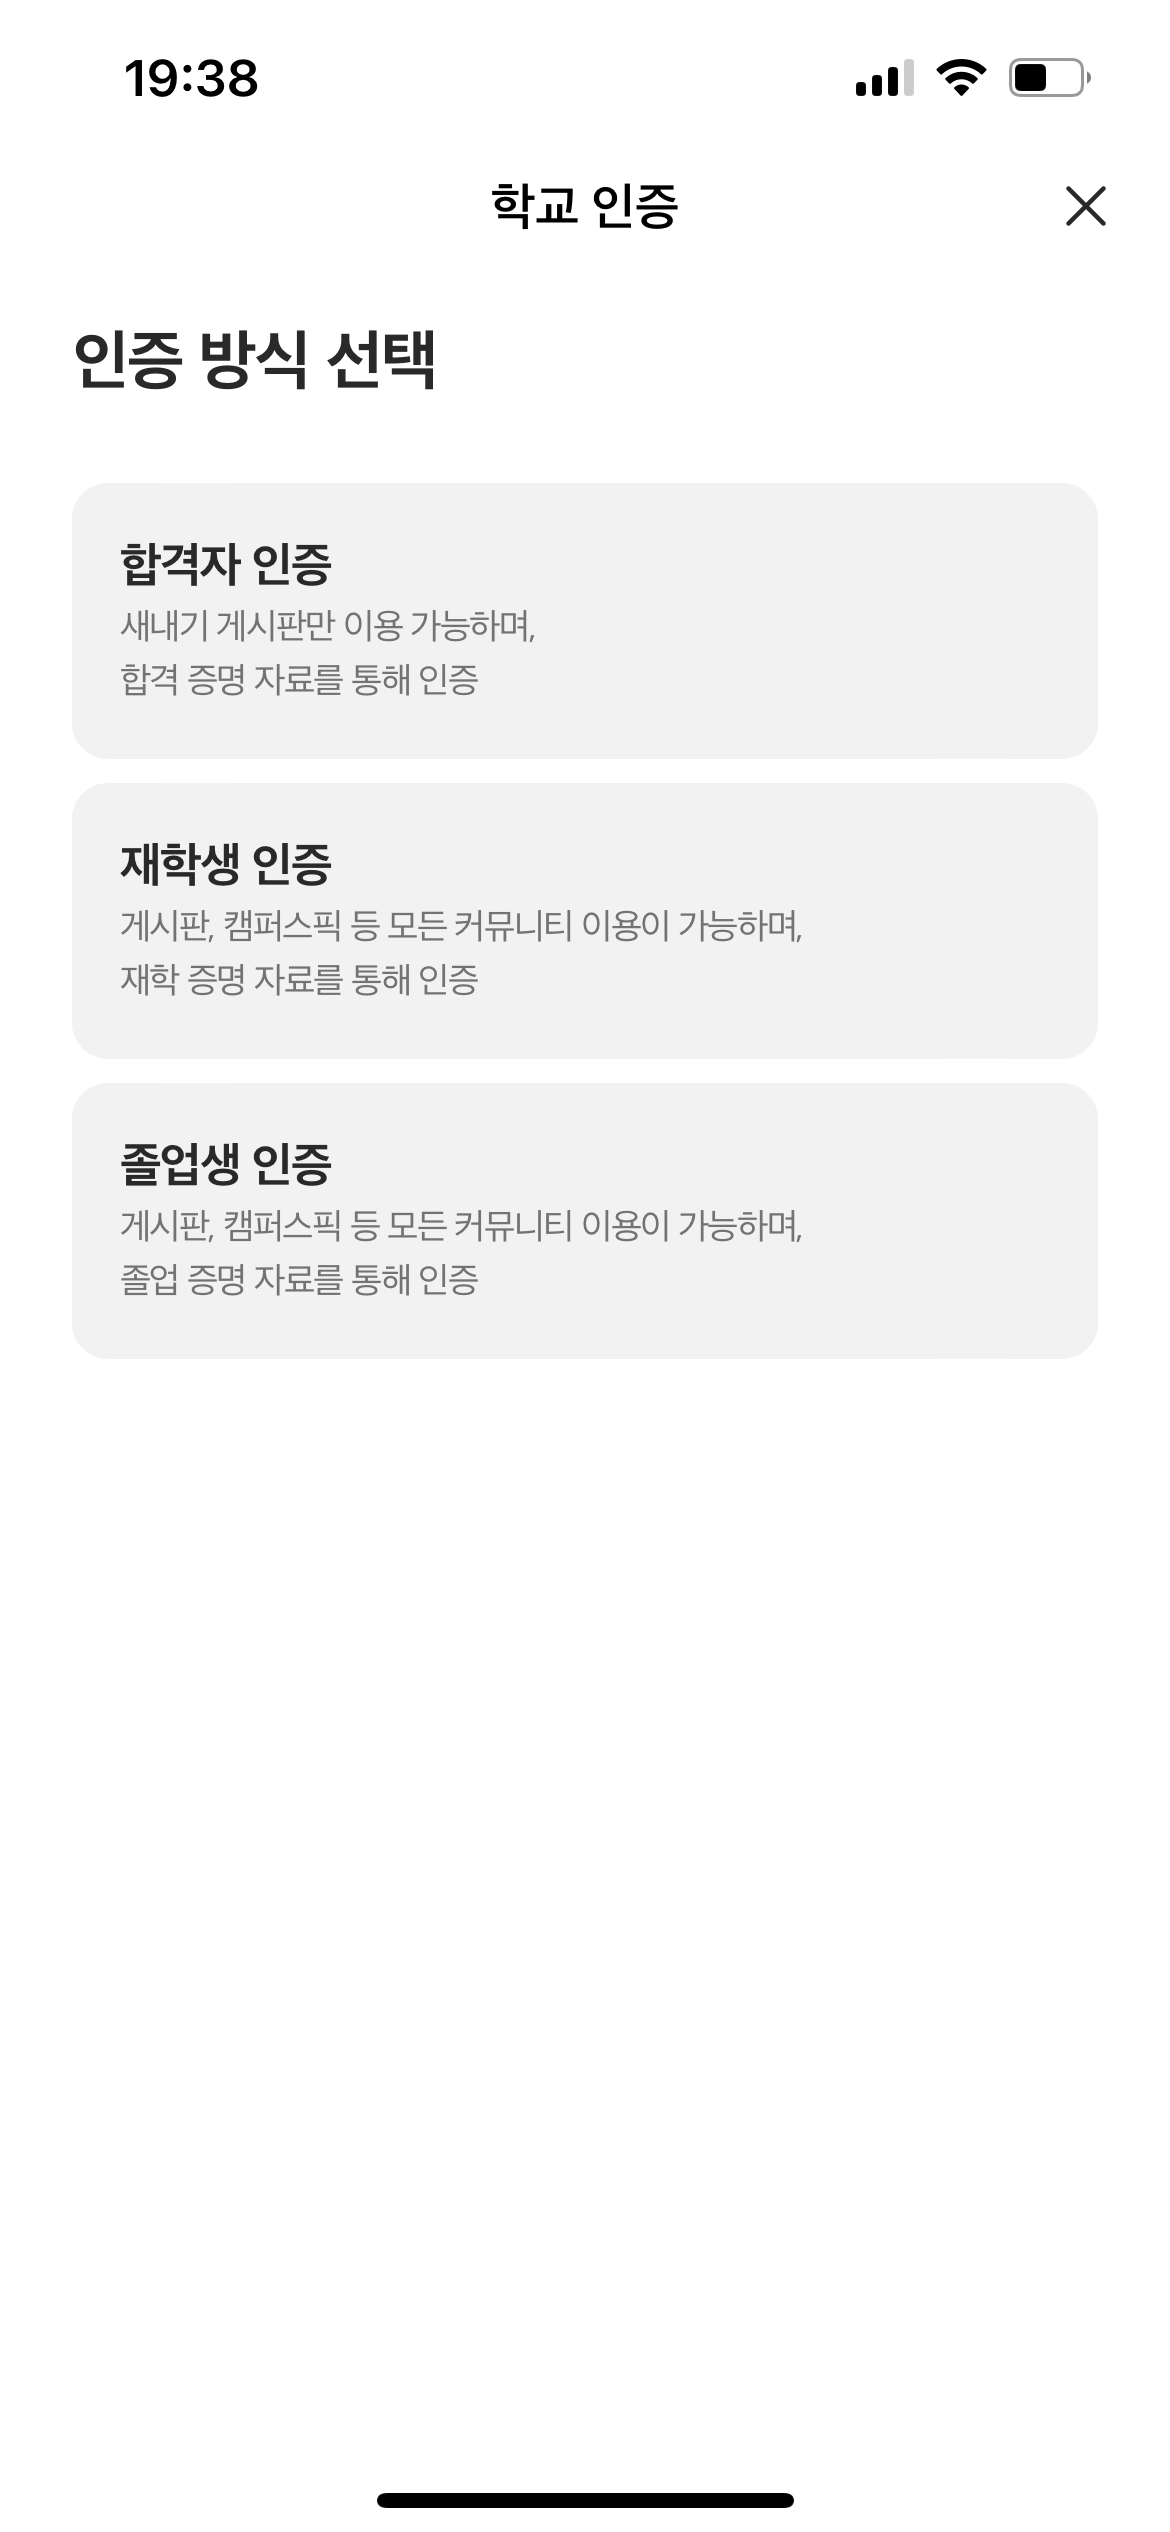 19:38
학교 인증
인증 방식 선택
합격자 인증
새내기 게시판만 이용 가능하며,
합격 증명 자료를 통해 인증
재학생 인증
게시판, 캠퍼스픽 등 모든 커뮤니티 이용이 가능하며,
재학 증명 자료를 통해 인증
졸업생 인증
게시판, 캠퍼스픽 등 모든 커뮤니티 이용이 가능하며,
졸업 증명 자료를 통해 인증